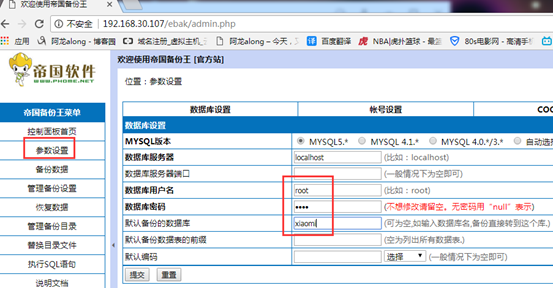 欢迎使用帝国备份王
不安全 | 192.168.30.107/ebak/admin.php
应用 阿龙along - 博客园 域名注册_虚拟主机_ 阿龙along – 今天, 百度翻译 NBA|虎扑篮球 - 最 80s电影网 - 高清影
帝国软件
WWW.PHOME.NET
欢迎使用帝国备份王 [官方站]
位置：参数设置
帝国备份王菜单
控制面板首页
参数设置
备份数据
管理备份设置
恢复数据
管理备份目录
替换目录文件
执行SQL语句
说明文档
数据库设置 帐号设置 COO
数据库设置
MYSQL版本 MYSQL5.* MYSQL 4.1.* MYSQL 4.0.*/3.* 自动选择
数据库服务器 localhost (比如：localhost)
数据库服务器端口 (一般情况下为空即可)
数据库用户名 root (比如：root)
数据库密码 •••• (不想修改请留空。无密码用“null”表示)
默认备份的数据库 xiaomi (可为空,如输入数据库名,备份直接转到这个库.)
默认备份数据表的前缀 (空为列出所有数据表.)
默认编码 选择 (一般情况下为空即可)
提交 重置